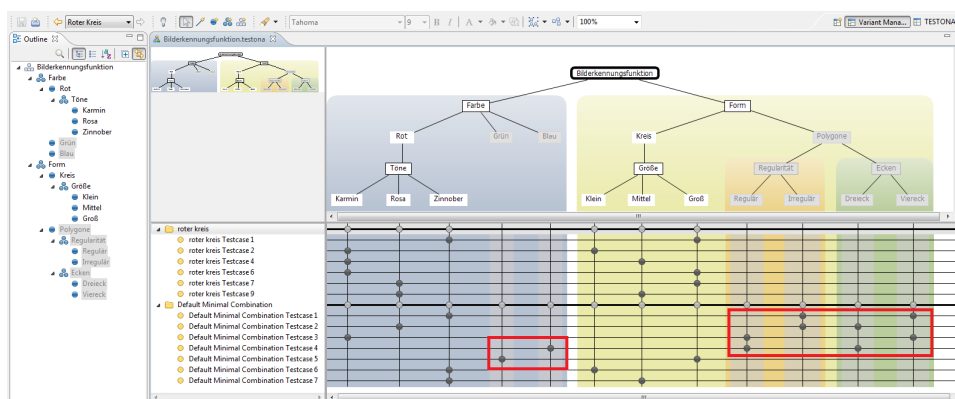 Roter Kreis
Tahoma
9
B
I
A
100%
Variant Mana...
TESTONA
Outline
Bilderkennungsfunktion.testona
Bilderkennungsfunktion
Farbe
Rot
Töne
Karmin
Rosa
Zinnober
Grün
Blau
Form
Kreis
Größe
Klein
Mittel
Groß
Polygone
Regularität
Regulär
Irregulär
Ecken
Dreieck
Viereck
Bilderkennungsfunktion
Farbe Form
Rot Grün Blau Kreis Polygone
Töne Größe Regularität Ecken
Karmin Rosa Zinnober Klein Mittel Groß Regulär Irregulär Dreieck Viereck
roter kreis
roter kreis Testcase 1
roter kreis Testcase 2
roter kreis Testcase 4
roter kreis Testcase 6
roter kreis Testcase 7
roter kreis Testcase 9
Default Minimal Combination
Default Minimal Combination Testcase 1
Default Minimal Combination Testcase 2
Default Minimal Combination Testcase 3
Default Minimal Combination Testcase 4
Default Minimal Combination Testcase 5
Default Minimal Combination Testcase 6
Default Minimal Combination Testcase 7